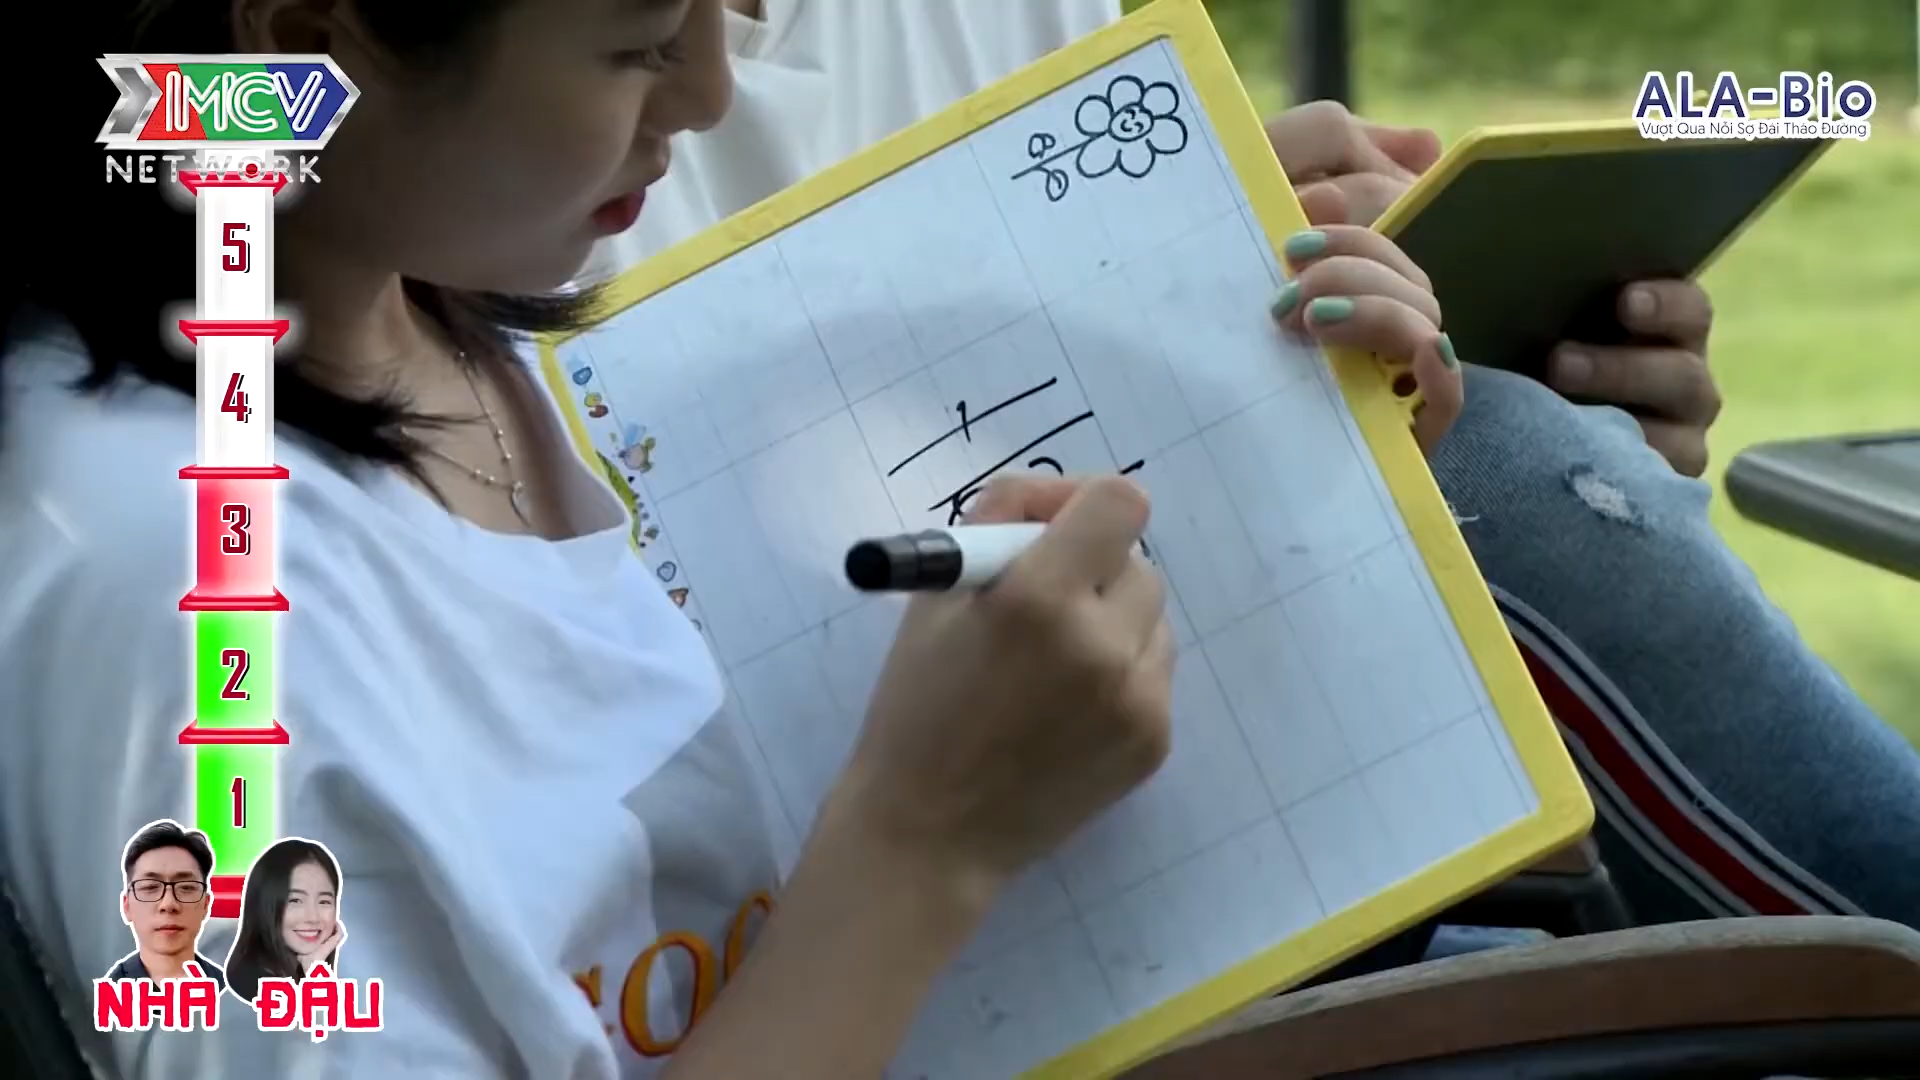 MCV
NETWORK
ALA-Bio
Vượt Qua Nỗi Sợ Đái Tháo Đường
5
4
3
2
1
NHÀ ĐẬU